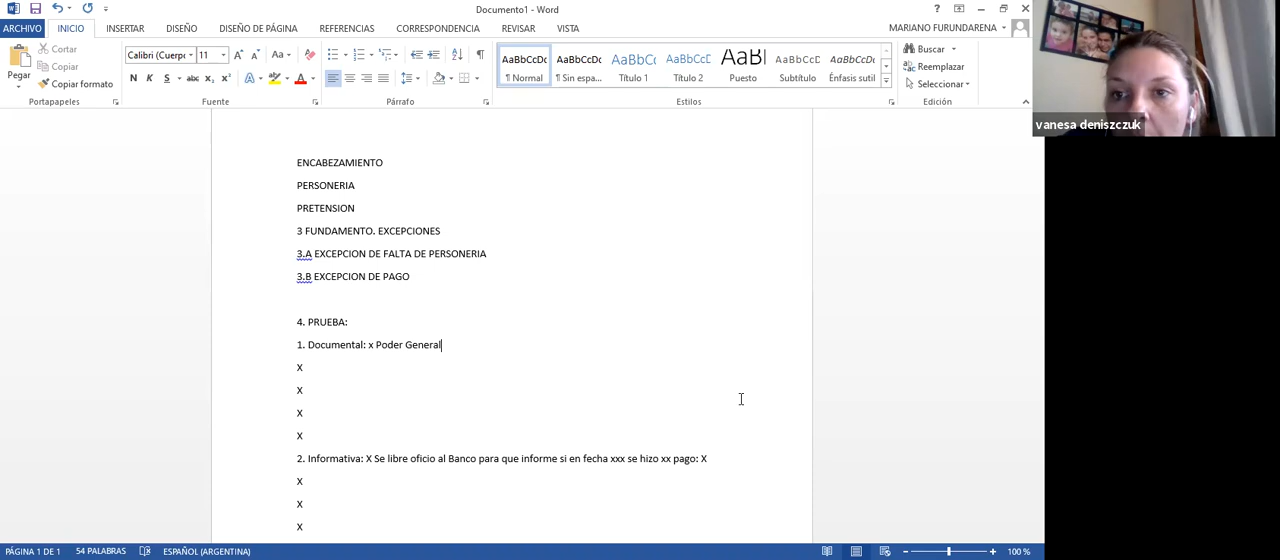 Documento1 - Word
ARCHIVO INICIO INSERTAR DISEÑO DISEÑO DE PÁGINA REFERENCIAS CORRESPONDENCIA REVISAR VISTA MARIANO FURUNDARENA
Pegar
Cortar
Copiar
Copiar formato
Portapapeles
Calibri (Cuerp 11
Fuente
Párrafo
AaBbCcDc AaBbCcDc AaBbCc AaBbCcD AaB AaBbCcD AaBbCcDc
¶ Normal ¶ Sin espa... Título 1 Título 2 Puesto Subtítulo Énfasis sutil
Estilos
Buscar
Reemplazar
Seleccionar
Edición
vanesa deniszczuk
ENCABEZAMIENTO
PERSONERIA
PRETENSION
3 FUNDAMENTO. EXCEPCIONES
3.A EXCEPCION DE FALTA DE PERSONERIA
3.B EXCEPCION DE PAGO
4. PRUEBA:
1. Documental: x Poder General
X
X
X
X
2. Informativa: X Se libre oficio al Banco para que informe si en fecha xxx se hizo xx pago: X
X
X
X
PÁGINA 1 DE 1 54 PALABRAS ESPAÑOL (ARGENTINA) 100 %